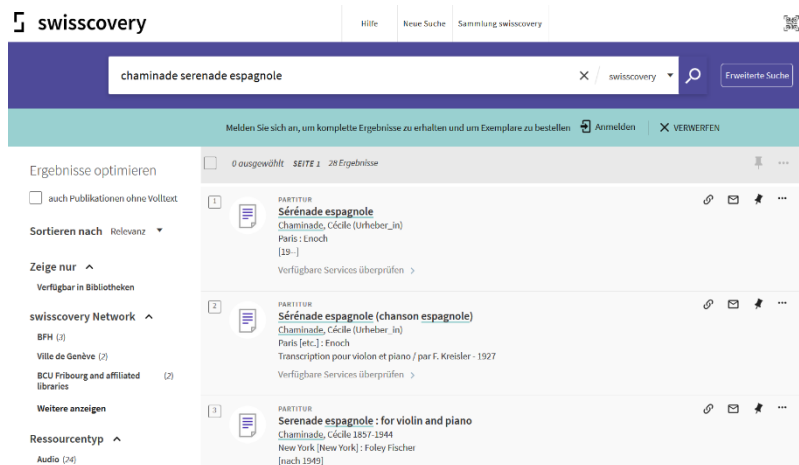 swisscovery
Hilfe
Neue Suche
Sammlung swisscovery
chaminade serenade espagnole
swisscovery
Erweiterte Suche
Melden Sie sich an, um komplette Ergebnisse zu erhalten und um Exemplare zu bestellen
Anmelden
VERWERFEN
Ergebnisse optimieren
auch Publikationen ohne Volltext
Sortieren nach Relevanz
Zeige nur
Verfügbar in Bibliotheken
swisscovery Network
BFH (3)
Ville de Genève (2)
BCU Fribourg and affiliated (2)
libraries
Weitere anzeigen
Ressourcentyp
Audio (24)
0 ausgewählt SEITE 1 28 Ergebnisse
1
PARTITUR
Sérénade espagnole
Chaminade, Cécile (Urheber_in)
Paris : Enoch
[19--]
Verfügbare Services überprüfen
2
PARTITUR
Sérénade espagnole (chanson espagnole)
Chaminade, Cécile (Urheber_in)
Paris [etc.] : Enoch
Transcription pour violon et piano / par F. Kreisler - 1927
Verfügbare Services überprüfen
3
PARTITUR
Serenade espagnole : for violin and piano
Chaminade, Cécile 1857-1944
New York [New York] : Foley Fischer
[nach 1949]